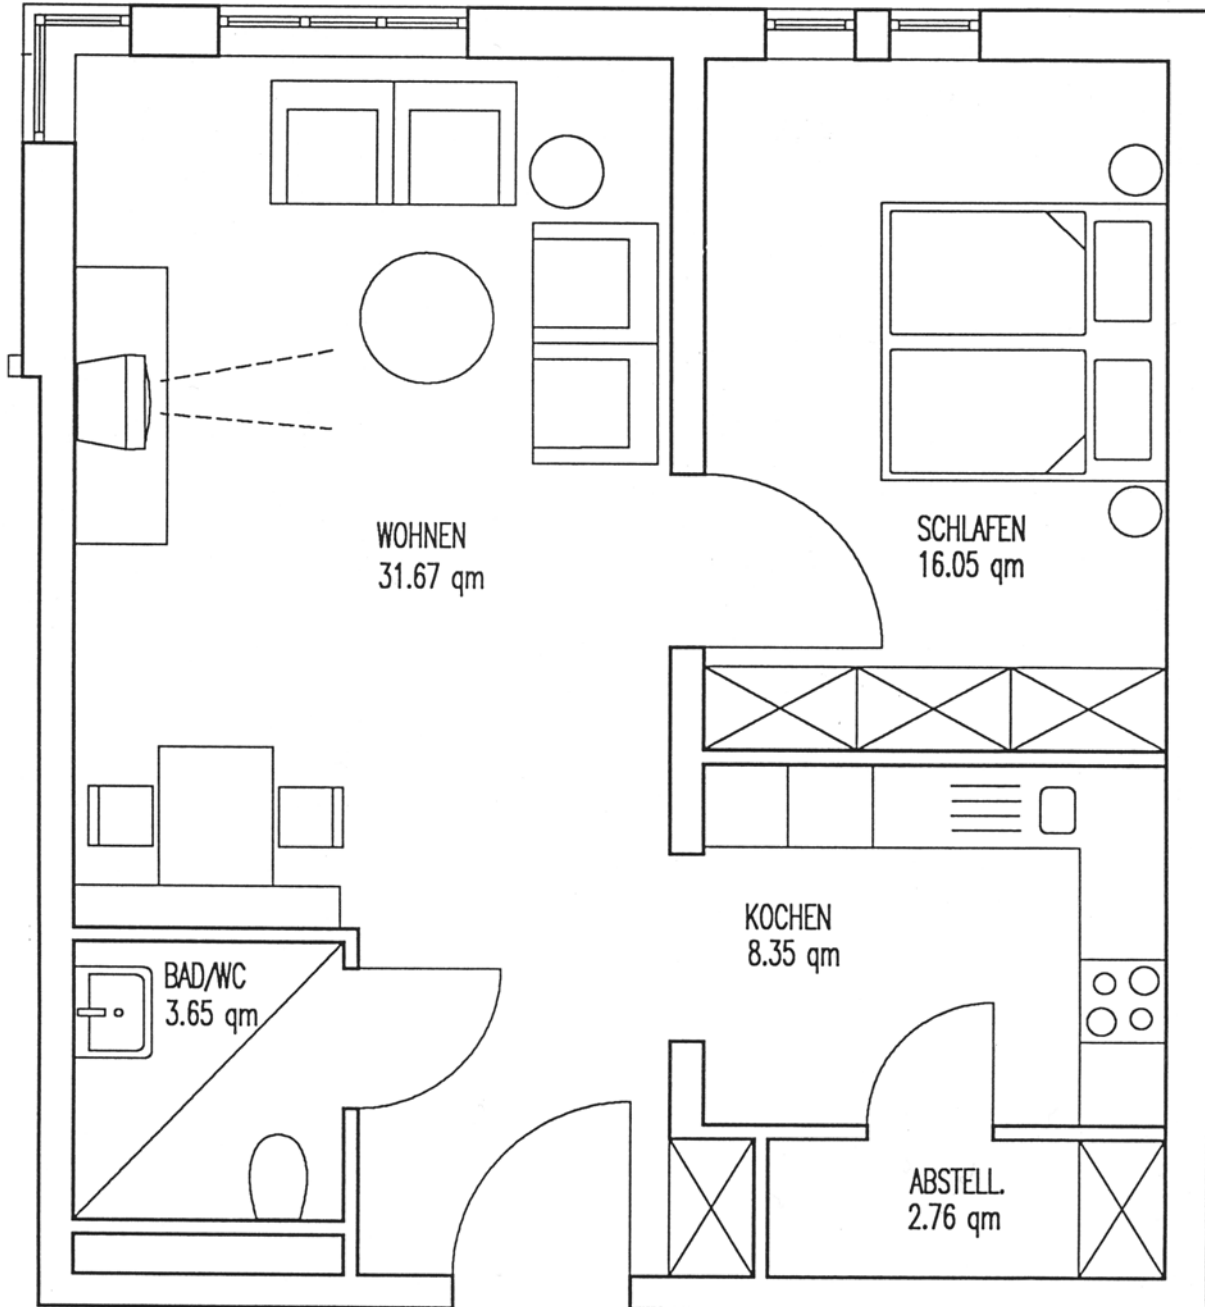 WOHNEN
31.67 qm
SCHLAFEN
16.05 qm
KOCHEN
8.35 qm
BAD/WC
3.65 qm
ABSTELL.
2.76 qm